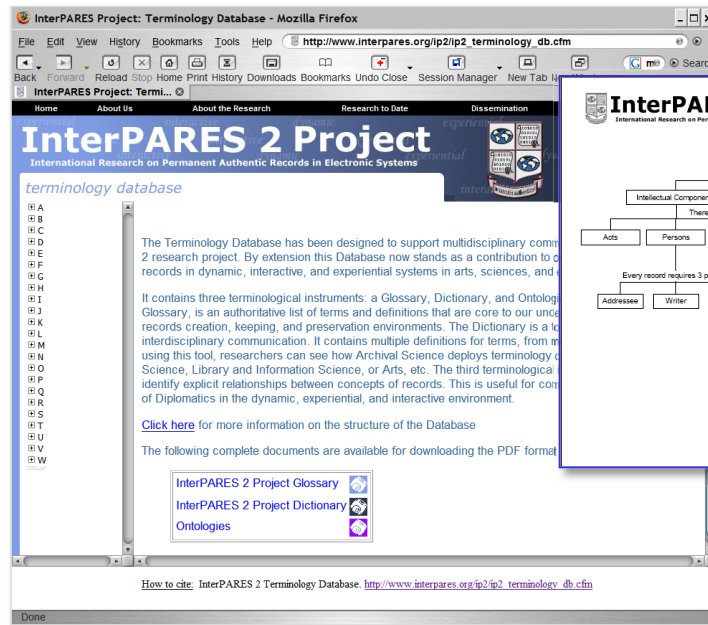 InterPARES Project: Terminology Database - Mozilla Firefox
File Edit View History Bookmarks Tools Help http://www.interpares.org/ip2/ip2_terminology_db.cfm
Back Forward Reload Stop Home Print History Downloads Bookmarks Undo Close Session Manager New Tab
G Searc
InterPARES Project: Termi...
Home About Us About the Research Research to Date Dissemination
InterPARES 2 Project
International Research on Permanent Authentic Records in Electronic Systems
terminology database
A
B
C
D
E
F
G
H
I
J
K
L
M
N
O
P
Q
R
S
T
U
V
W
The Terminology Database has been designed to support multidisciplinary comm
2 research project. By extension this Database now stands as a contribution to o
records in dynamic, interactive, and experiential systems in arts, sciences, and
It contains three terminological instruments: a Glossary, Dictionary, and Ontologi
Glossary, is an authoritative list of terms and definitions that are core to our unde
records creation, keeping, and preservation environments. The Dictionary is a to
interdisciplinary communication. It contains multiple definitions for terms, from m
using this tool, researchers can see how Archival Science deploys terminology
Science, Library and Information Science, or Arts, etc. The third terminological
identify explicit relationships between concepts of records. This is useful for com
of Diplomatics in the dynamic, experiential, and interactive environment.
Click here for more information on the structure of the Database
The following complete documents are available for downloading the PDF format
InterPARES 2 Project Glossary
InterPARES 2 Project Dictionary
Ontologies
How to cite: InterPARES 2 Terminology Database. http://www.interpares.org/ip2/ip2_terminology_db.cfm
Done
InterPAR
International Research on Per
Intellectual Componen
There
Acts Persons
Every record requires 3 p
Addressee Writer